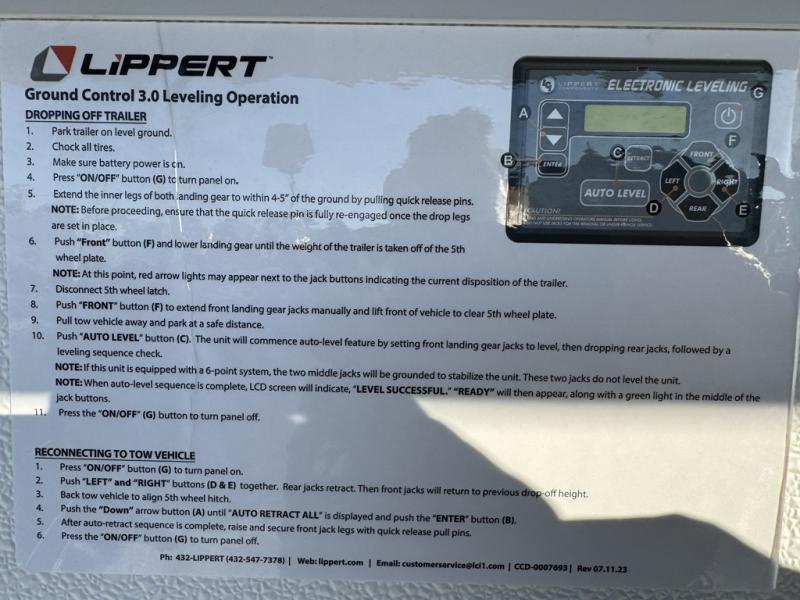 LIPPERT™
Ground Control 3.0 Leveling Operation
DROPPING OFF TRAILER
1. Park trailer on level ground.
2. Chock all tires.
3. Make sure battery power is on.
4. Press "ON/OFF" button (G) to turn panel on.
5. Extend the inner legs of both landing gear to within 4-5" of the ground by pulling quick release pins.
NOTE: Before proceeding, ensure that the quick release pin is fully re-engaged once the drop legs
are set in place.
6. Push "Front" button (F) and lower landing gear until the weight of the trailer is taken off of the 5th
wheel plate.
NOTE: At this point, red arrow lights may appear next to the jack buttons indicating the current disposition of the trailer.
7. Disconnect 5th wheel latch.
8. Push "FRONT" button (F) to extend front landing gear jacks manually and lift front of vehicle to clear 5th wheel plate.
9. Pull tow vehicle away and park at a safe distance.
10. Push "AUTO LEVEL" button (C). The unit will commence auto-level feature by setting front landing gear jacks to level, then dropping rear jacks, followed by a
leveling sequence check.
NOTE: If this unit is equipped with a 6-point system, the two middle jacks will be grounded to stabilize the unit. These two jacks do not level the unit.
NOTE: When auto-level sequence is complete, LCD screen will indicate, "LEVEL SUCCESSFUL." "READY" will then appear, along with a green light in the middle of the
jack buttons.
11. Press the "ON/OFF" (G) button to turn panel off.
RECONNECTING TO TOW VEHICLE
1. Press "ON/OFF" button (G) to turn panel on.
2. Push "LEFT" and "RIGHT" buttons (D & E) together. Rear jacks retract. Then front jacks will return to previous drop-off height.
3. Back tow vehicle to align 5th wheel hitch.
4. Push the "Down" arrow button (A) until "AUTO RETRACT ALL" is displayed and push the "ENTER" button (B).
5. After auto-retract sequence is complete, raise and secure front jack legs with quick release pull pins.
6. Press the "ON/OFF" button (G) to turn panel off.
Ph: 432-LIPPERT (432-547-7378) | Web: lippert.com | Email: customerservice@lci1.com | CCD-0007693 | Rev 07.11.23
LIPPERT
COMPONENTS
ELECTRONIC LEVELING
G
A
F
B
ENTER
C
RETRACT
FRONT
LEFT
RIGHT
AUTO LEVEL
D
REAR
E
CAUTION!